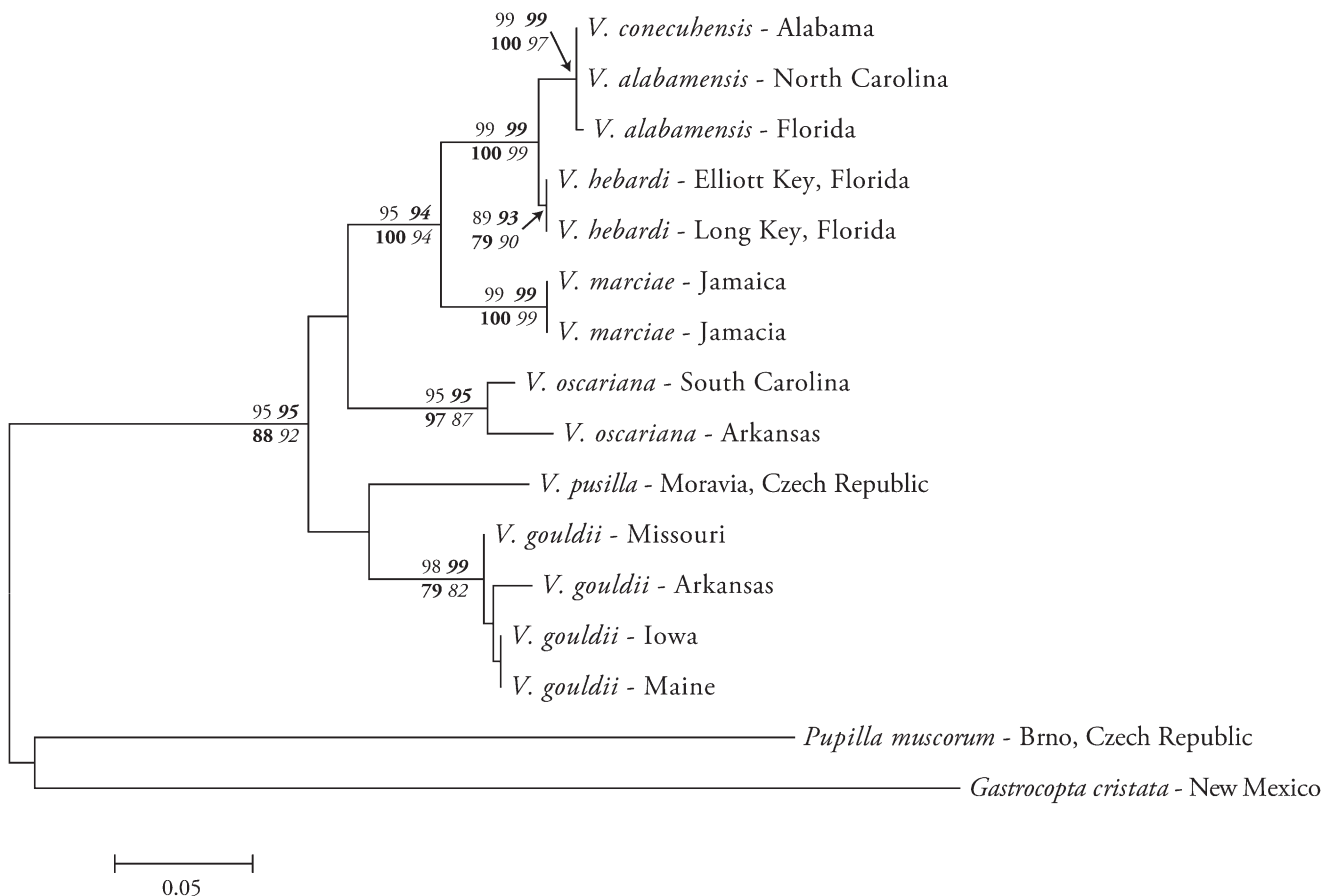 99 99
100 97
V. conecuhensis - Alabama
V. alabamensis - North Carolina
99 99
100 99
V. alabamensis - Florida
V. hebardi - Elliott Key, Florida
95 94
100 94
89 93
79 90
V. hebardi - Long Key, Florida
V. marciae - Jamaica
99 99
100 99
V. marciae - Jamacia
V. oscariana - South Carolina
95 95
97 87
95 95
88 92
V. oscariana - Arkansas
V. pusilla - Moravia, Czech Republic
V. gouldii - Missouri
98 99
79 82
V. gouldii - Arkansas
V. gouldii - Iowa
V. gouldii - Maine
Pupilla muscorum - Brno, Czech Republic
Gastrocopta cristata - New Mexico
0.05